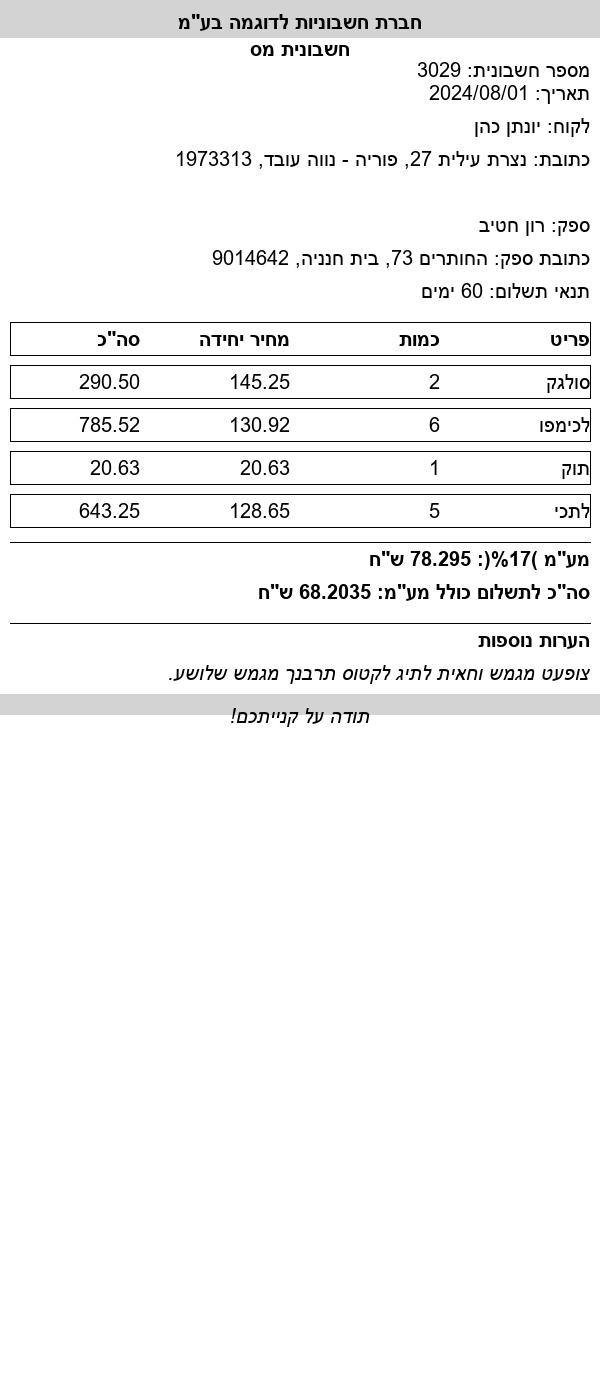 חברת חשבוניות לדוגמה בע"מ
חשבונית מס
מספר חשבונית: 3029
תאריך: 2024/08/01
לקוח: יונתן כהן
כתובת: נצרת עילית 27, פוריה - נווה עובד, 1973313
ספק: רון חטיב
כתובת ספק: החותרים 73, בית חנניה, 9014642
תנאי תשלום: 60 ימים
פריט כמות מחיר יחידה סה"כ
סולגק 2 145.25 290.50
לכימפו 6 130.92 785.52
תוק 1 20.63 20.63
לתכי 5 128.65 643.25
מע"מ )17%(: 78.295 ש"ח
סה"כ לתשלום כולל מע"מ: 68.2035 ש"ח
הערות נוספות
צופעט מגמש וחאית לתיג לקטוס תרבנך מגמש שלושע.
תודה על קנייתכם!